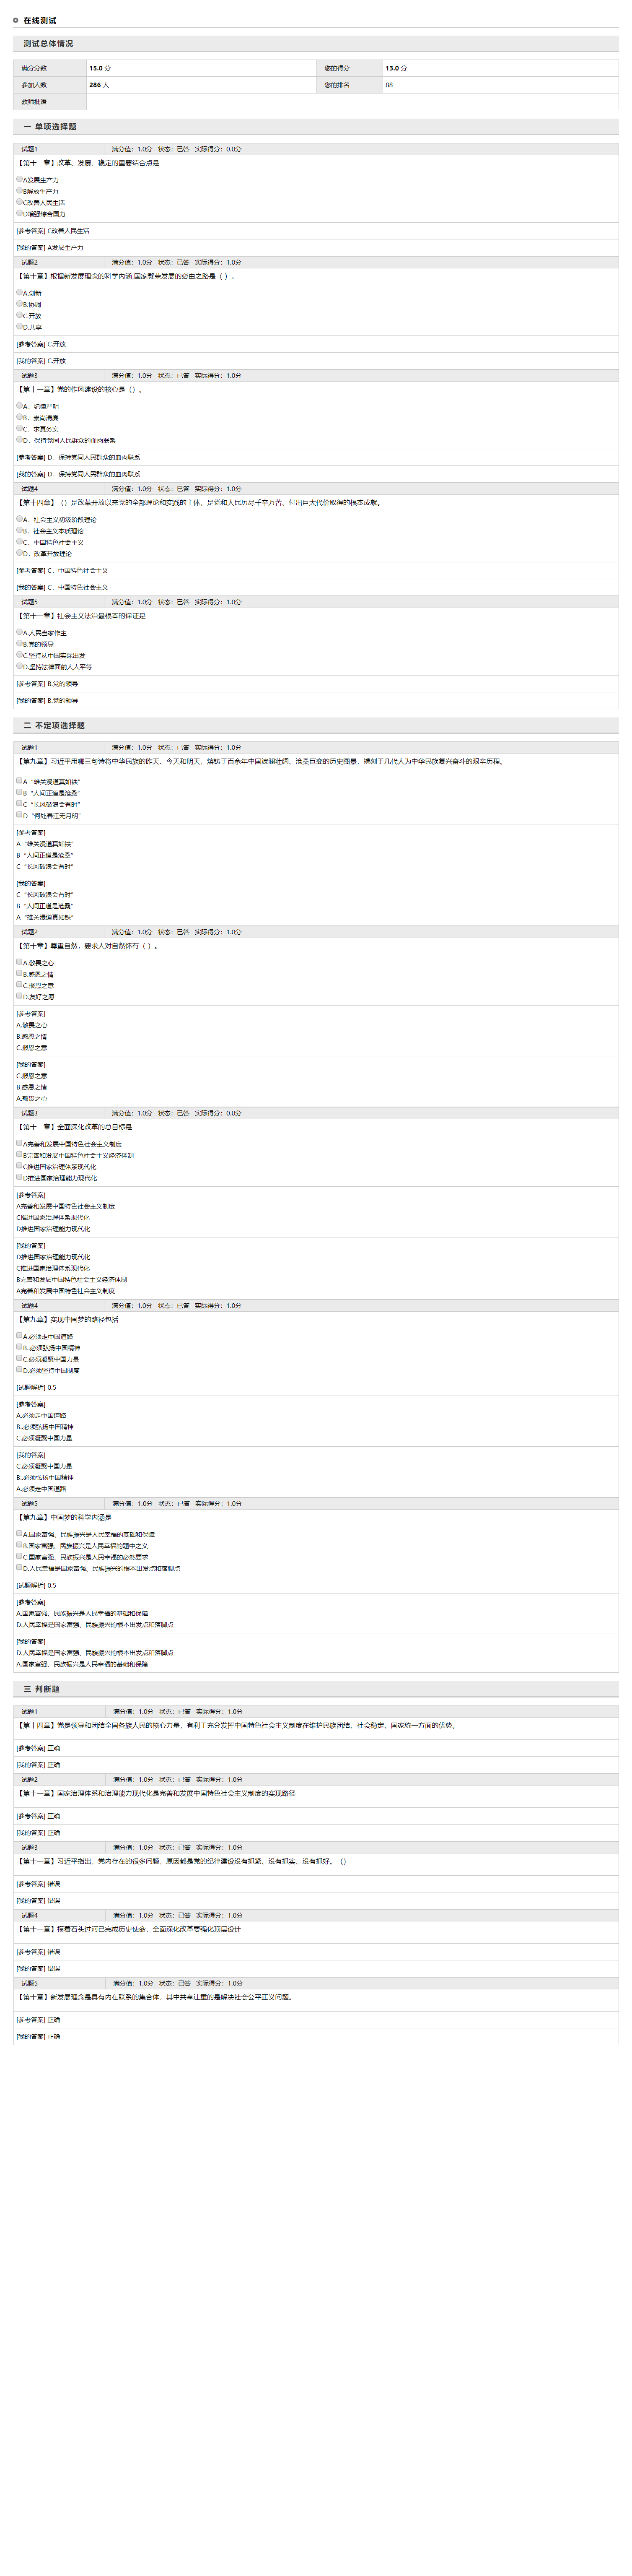 在线测试
测试总体情况
满分分数 15.0 分 您的得分 13.0 分
参加人数 286 人 您的排名 88
教师批语
一 单项选择题
试题1 满分值：1.0分 状态：已答 实际得分：0.0分
【第十一章】改革、发展、稳定的重要结合点是
A发展生产力
B解放生产力
C改善人民生活
D增强综合国力
[参考答案] C改善人民生活
[我的答案] A发展生产力
试题2 满分值：1.0分 状态：已答 实际得分：1.0分
【第十章】根据新发展理念的科学内涵,国家繁荣发展的必由之路是（ ）。
A.创新
B.协调
C.开放
D.共享
[参考答案] C.开放
[我的答案] C.开放
试题3 满分值：1.0分 状态：已答 实际得分：1.0分
【第十一章】党的作风建设的核心是（）。
A．纪律严明
B．崇尚清廉
C．求真务实
D．保持党同人民群众的血肉联系
[参考答案] D．保持党同人民群众的血肉联系
[我的答案] D．保持党同人民群众的血肉联系
试题4 满分值：1.0分 状态：已答 实际得分：1.0分
【第十四章】（）是改革开放以来党的全部理论和实践的主体，是党和人民历尽千辛万苦、付出巨大代价取得的根本成就。
A．社会主义初级阶段理论
B．社会主义本质理论
C．中国特色社会主义
D．改革开放理论
[参考答案] C．中国特色社会主义
[我的答案] C．中国特色社会主义
试题5 满分值：1.0分 状态：已答 实际得分：1.0分
【第十一章】社会主义法治最根本的保证是
A.人民当家作主
B.党的领导
C.坚持从中国实际出发
D.坚持法律面前人人平等
[参考答案] B.党的领导
[我的答案] B.党的领导
二 不定项选择题
试题1 满分值：1.0分 状态：已答 实际得分：1.0分
【第九章】习近平用哪三句诗将中华民族的昨天、今天和明天，熔铸于百余年中国波澜壮阔、沧桑巨变的历史图景，镌刻于几代人为中华民族复兴奋斗的艰辛历程。
A “雄关漫道真如铁”
B “人间正道是沧桑”
C “长风破浪会有时”
D “何处春江无月明”
[参考答案]
A “雄关漫道真如铁”
B “人间正道是沧桑”
C “长风破浪会有时”
[我的答案]
C “长风破浪会有时”
B “人间正道是沧桑”
A “雄关漫道真如铁”
试题2 满分值：1.0分 状态：已答 实际得分：1.0分
【第十章】尊重自然，要求人对自然怀有（ ）。
A.敬畏之心
B.感恩之情
C.报恩之意
D.友好之愿
[参考答案]
A.敬畏之心
B.感恩之情
C.报恩之意
[我的答案]
C.报恩之意
B.感恩之情
A.敬畏之心
试题3 满分值：1.0分 状态：已答 实际得分：0.0分
【第十一章】全面深化改革的总目标是
A完善和发展中国特色社会主义制度
B完善和发展中国特色社会主义经济体制
C推进国家治理体系现代化
D推进国家治理能力现代化
[参考答案]
A完善和发展中国特色社会主义制度
C推进国家治理体系现代化
D推进国家治理能力现代化
[我的答案]
D推进国家治理能力现代化
C推进国家治理体系现代化
B完善和发展中国特色社会主义经济体制
A完善和发展中国特色社会主义制度
试题4 满分值：1.0分 状态：已答 实际得分：1.0分
【第九章】实现中国梦的路径包括
A.必须走中国道路
B..必须弘扬中国精神
C.必须凝聚中国力量
D.必须坚持中国制度
[试题解析] 0.5
[参考答案]
A.必须走中国道路
B..必须弘扬中国精神
C.必须凝聚中国力量
[我的答案]
C.必须凝聚中国力量
B..必须弘扬中国精神
A.必须走中国道路
试题5 满分值：1.0分 状态：已答 实际得分：1.0分
【第九章】中国梦的科学内涵是
A.国家富强、民族振兴是人民幸福的基础和保障
B.国家富强、民族振兴是人民幸福的题中之义
C.国家富强、民族振兴是人民幸福的必然要求
D.人民幸福是国家富强、民族振兴的根本出发点和落脚点
[试题解析] 0.5
[参考答案]
A.国家富强、民族振兴是人民幸福的基础和保障
D.人民幸福是国家富强、民族振兴的根本出发点和落脚点
[我的答案]
D.人民幸福是国家富强、民族振兴的根本出发点和落脚点
A.国家富强、民族振兴是人民幸福的基础和保障
三 判断题
试题1 满分值：1.0分 状态：已答 实际得分：1.0分
【第十四章】党是领导和团结全国各族人民的核心力量，有利于充分发挥中国特色社会主义制度在维护民族团结、社会稳定、国家统一方面的优势。
[参考答案] 正确
[我的答案] 正确
试题2 满分值：1.0分 状态：已答 实际得分：1.0分
【第十一章】国家治理体系和治理能力现代化是完善和发展中国特色社会主义制度的实现路径
[参考答案] 正确
[我的答案] 正确
试题3 满分值：1.0分 状态：已答 实际得分：1.0分
【第十一章】习近平指出，党内存在的很多问题，原因都是党的纪律建设没有抓紧、没有抓实、没有抓好。（）
[参考答案] 错误
[我的答案] 错误
试题4 满分值：1.0分 状态：已答 实际得分：1.0分
【第十一章】摸着石头过河已完成历史使命，全面深化改革要强化顶层设计
[参考答案] 错误
[我的答案] 错误
试题5 满分值：1.0分 状态：已答 实际得分：1.0分
【第十章】新发展理念是具有内在联系的集合体，其中共享注重的是解决社会公平正义问题。
[参考答案] 正确
[我的答案] 正确